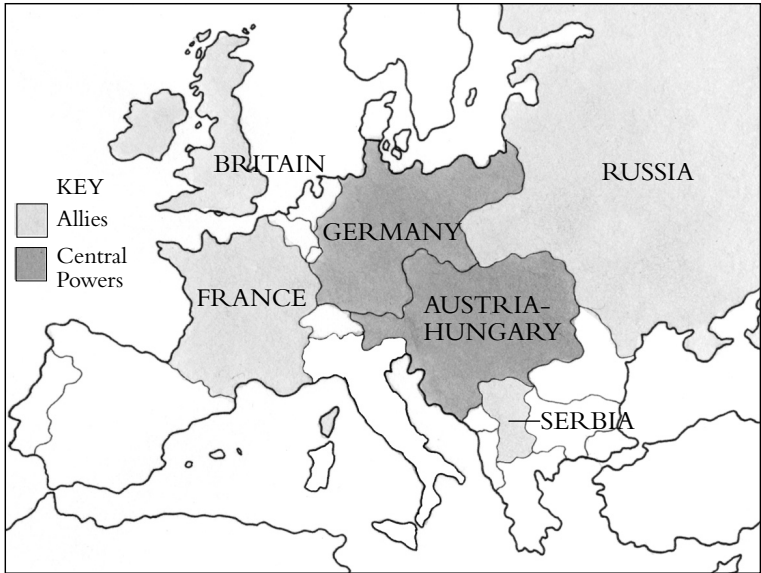 BRITAIN
RUSSIA
KEY
Allies
Central
Powers
GERMANY
FRANCE
AUSTRIA-
HUNGARY
SERBIA